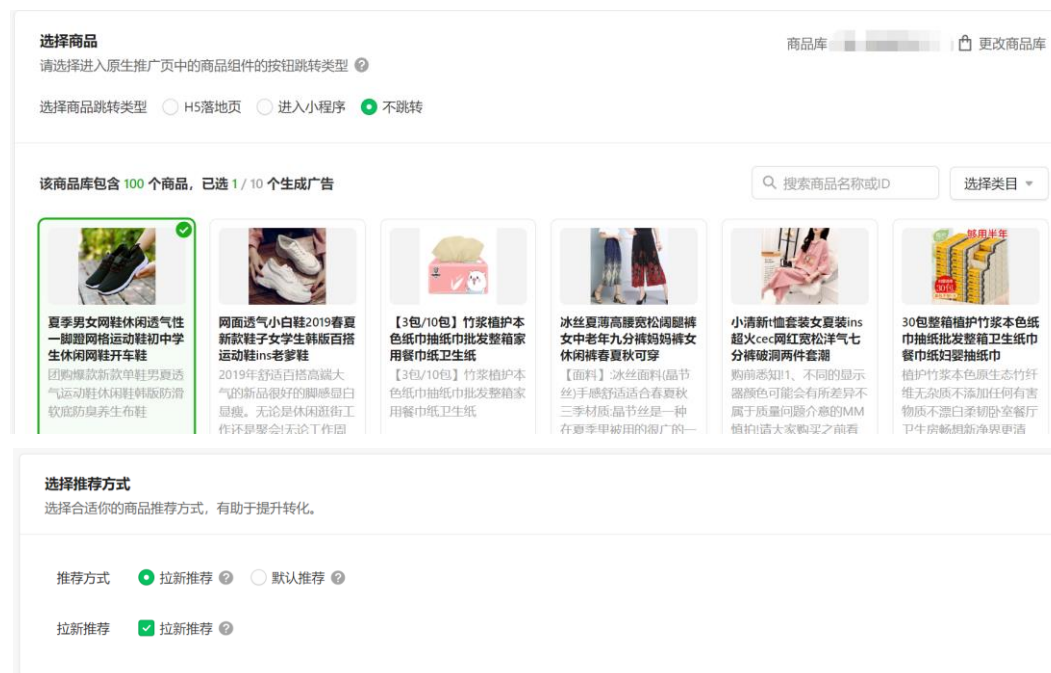 选择商品
商品库
更改商品库
请选择进入原生推广页中的商品组件的按钮跳转类型
选择商品跳转类型 H5落地页 进入小程序 不跳转
该商品库包含 100 个商品，已选 1 / 10 个生成广告
搜索商品名称或ID
选择类目
夏季男女网鞋休闲透气性
一脚蹬网格运动鞋初中学
生休闲网鞋开车鞋
团购爆款新款单鞋男夏透
气运动鞋休闲鞋韩版防滑
软底防臭养生布鞋
网面透气小白鞋2019春夏
新款鞋子女学生韩版百搭
运动鞋ins老爹鞋
2019年舒适百搭高端大
气的新品很好的脚感显白
显瘦。无论是休闲逛街工
作还是聚会!无论工作周
【3包/10包】竹浆植护本
色纸巾抽纸巾批发整箱家
用餐巾纸卫生纸
【3包/10包】竹浆植护本
色纸巾抽纸巾批发整箱家
用餐巾纸卫生纸
冰丝夏薄高腰宽松阔腿裤
女中老年九分裤妈妈裤女
休闲裤春夏秋可穿
【面料】:冰丝面料(晶节
丝)手感舒适适合春夏秋
三季材质:晶节丝是一种
在夏季里被用的很广的一
小清新t恤套装女夏装ins
超火cec网红宽松洋气七
分裤破洞两件套潮
购前悉知!1、不同的显示
器颜色可能会有所差异不
属于质量问题介意的MM
慎拍!请大家购买之前看
够用半年
30包
30包整箱植护竹浆本色纸
巾抽纸批发整箱卫生纸巾
餐巾纸妇婴抽纸巾
植护竹浆本色原生态竹纤
维无杂质不添加任何有害
物质不漂白柔韧卧室餐厅
卫生房畅想新净界更清
选择推荐方式
选择合适你的商品推荐方式，有助于提升转化。
推荐方式 拉新推荐 默认推荐
拉新推荐 拉新推荐